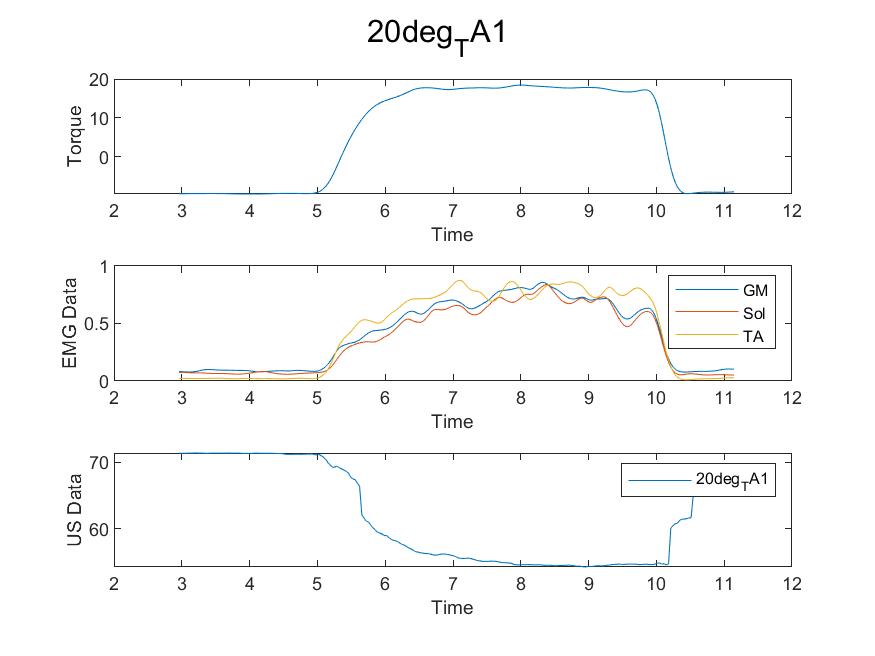 20deg_TA1
20
10
0
Torque
2 3 4 5 6 7 8 9 10 11 12
Time
1
0.5
0
EMG Data
GM
Sol
TA
2 3 4 5 6 7 8 9 10 11 12
Time
70
60
US Data
20deg_TA1
2 3 4 5 6 7 8 9 10 11 12
Time